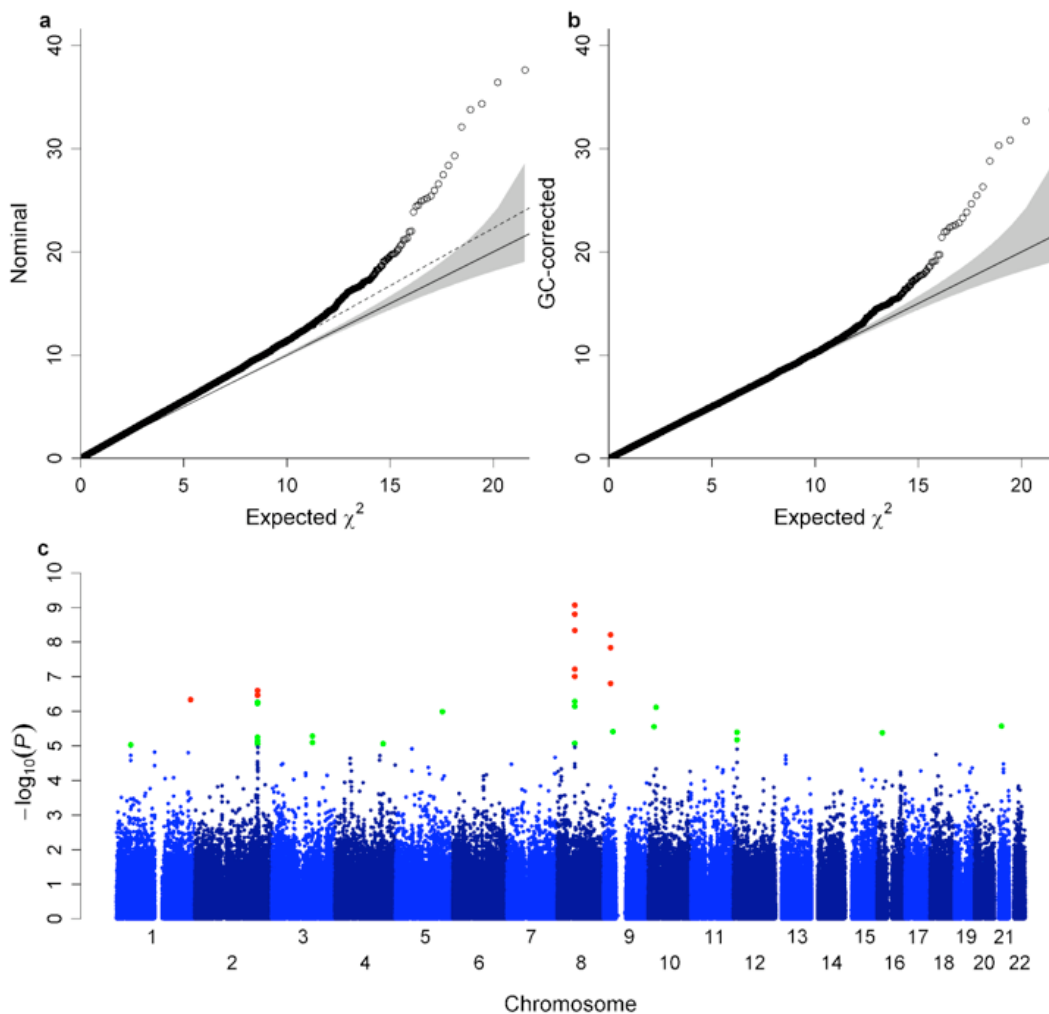 a
40
30
20
10
0
Nominal
0 5 10 15 20
Expected χ²
b
40
30
20
10
0
GC-corrected
0 5 10 15 20
Expected χ²
c
10
9
8
7
6
5
4
3
2
1
0
−log₁₀(P)
1 3 5 7 9 11 13 15 17 19 21
2 4 6 8 10 12 14 16 18 20 22
Chromosome